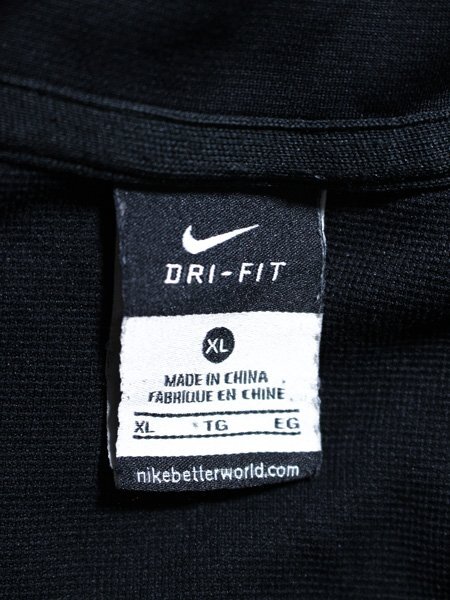 DRI-FIT
XL
MADE IN CHINA
FABRIQUE EN CHINE
XL TG EG
nikebetterworld.com